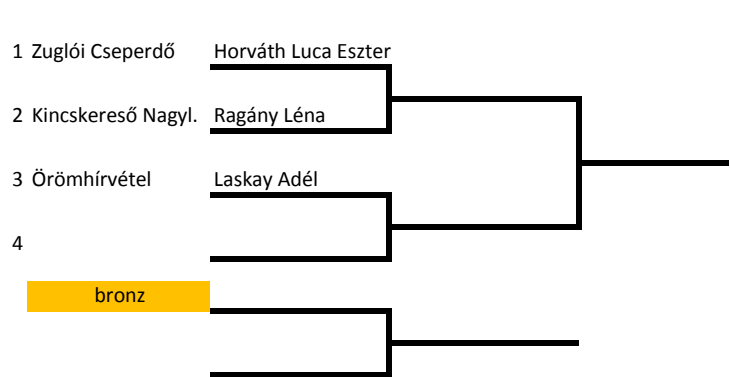 1 Zuglói Cseperdő Horváth Luca Eszter
2 Kincskereső Nagyl. Ragány Léna
3 Örömhírvétel Laskay Adél
4
bronz